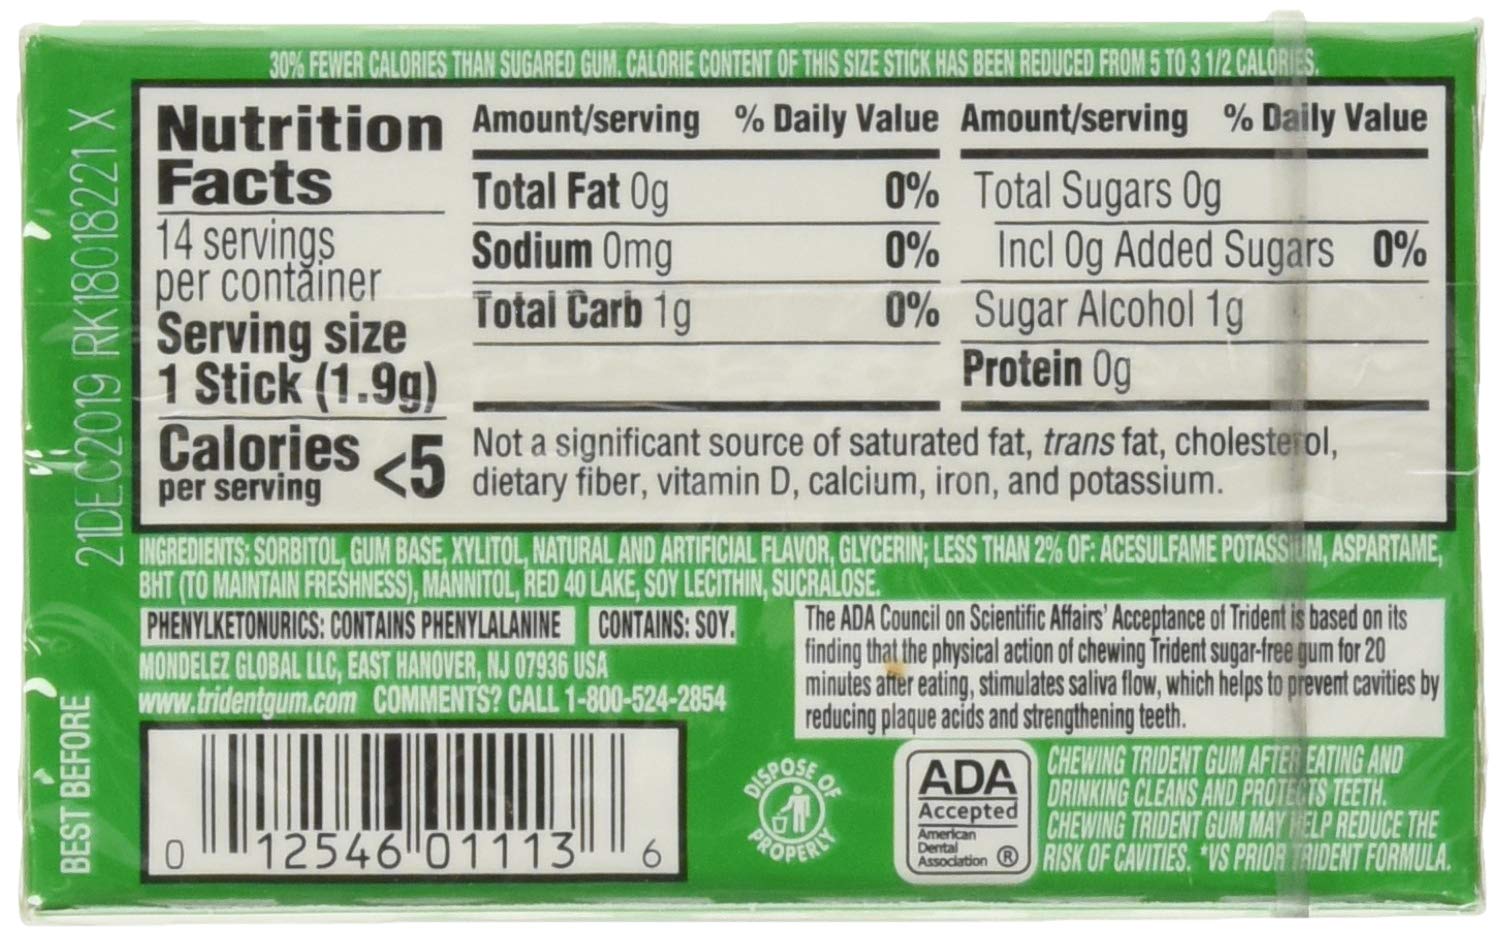 30% FEWER CALORIES THAN SUGARED GUM. CALORIE CONTENT OF THIS SIZE STICK HAS BEEN REDUCED FROM 5 TO 3 1/2 CALORIES.
Nutrition
Facts
14 servings
per container
Serving size
1 Stick (1.9g)
Calories
per serving
<5
Amount/serving % Daily Value
Total Fat 0g 0%
Sodium 0mg 0%
Total Carb 1g 0%
Amount/serving % Daily Value
Total Sugars 0g
Incl 0g Added Sugars 0%
Sugar Alcohol 1g
Protein 0g
Not a significant source of saturated fat, trans fat, cholesterol,
dietary fiber, vitamin D, calcium, iron, and potassium.
INGREDIENTS: SORBITOL, GUM BASE, XYLITOL, NATURAL AND ARTIFICIAL FLAVOR, GLYCERIN; LESS THAN 2% OF: ACESULFAME POTASSIUM, ASPARTAME,
BHT (TO MAINTAIN FRESHNESS), MANNITOL, RED 40 LAKE, SOY LECITHIN, SUCRALOSE.
PHENYLKETONURICS: CONTAINS PHENYLALANINE
CONTAINS: SOY.
MONDELEZ GLOBAL LLC, EAST HANOVER, NJ 07936 USA
www.tridentgum.com COMMENTS? CALL 1-800-524-2854
The ADA Council on Scientific Affairs' Acceptance of Trident is based on its
finding that the physical action of chewing Trident sugar-free gum for 20
minutes after eating, stimulates saliva flow, which helps to prevent cavities by
reducing plaque acids and strengthening teeth.
0 12546 01113 6
DISPOSE OF
PROPERLY
ADA
Accepted
American
Dental
Association ®
CHEWING TRIDENT GUM AFTER EATING AND
DRINKING CLEANS AND PROTECTS TEETH.
CHEWING TRIDENT GUM MAY HELP REDUCE THE
RISK OF CAVITIES. *VS PRIOR TRIDENT FORMULA.
BEST BEFORE
21DEC2019 RK18018221 X